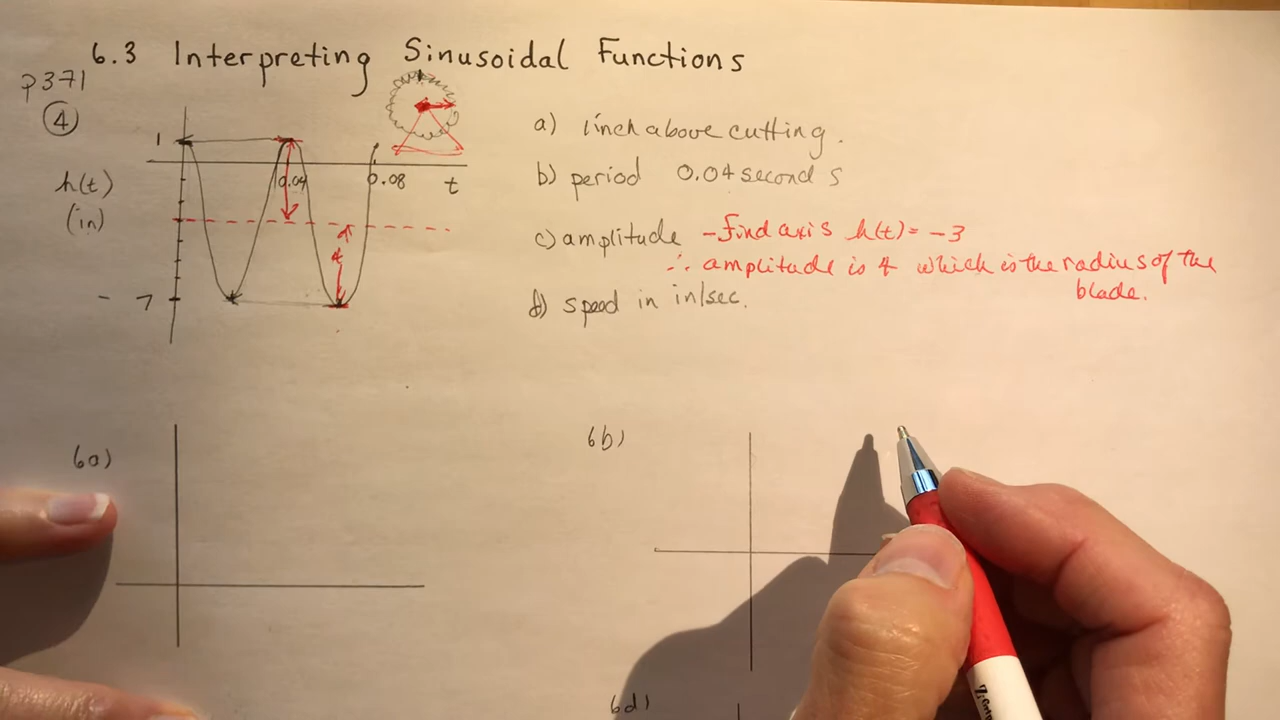 6.3 Interpreting Sinusoidal Functions
p371
4
1
h(t)
(in)
0.04
0.08
t
4
- 7
a) 1 inch above cutting.
b) period 0.04 seconds
c) amplitude - find axis h(t) = -3
∴ amplitude is 4 which is the radius of the
blade.
d) speed in in/sec.
6a)
6b)
6d)